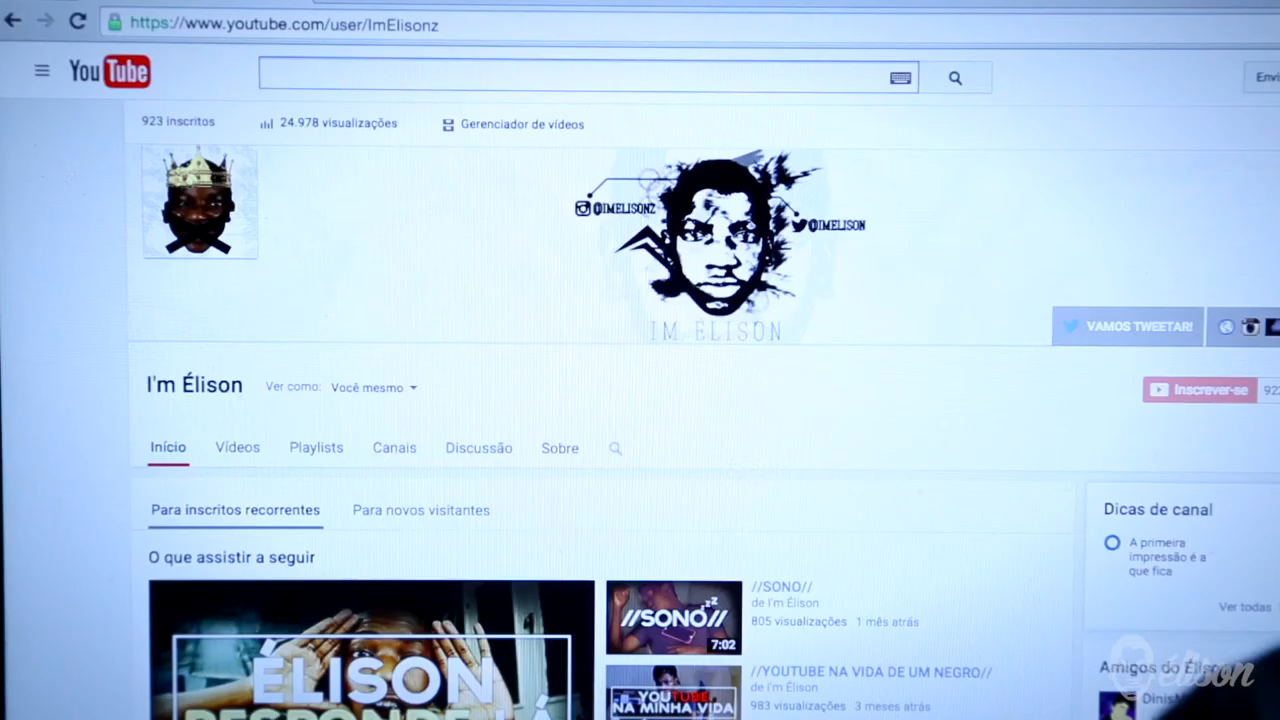 https://www.youtube.com/user/ImElisonz
YouTube
923 inscritos
24.978 visualizações
Gerenciador de vídeos
@IMELISONZ
@IMELISON
IM ELISON
VAMOS TWEETAR!
I'm Élison
Ver como: Você mesmo
Inscrever-se
Início
Vídeos
Playlists
Canais
Discussão
Sobre
Para inscritos recorrentes
Para novos visitantes
O que assistir a seguir
ÉLISON
//SONO//
zZ
7:02
//SONO//
de I'm Élison
805 visualizações 1 mês atrás
YOUTUBE
NA MINHA VIDA
//YOUTUBE NA VIDA DE UM NEGRO//
de I'm Élison
983 visualizações 3 meses atrás
Dicas de canal
A primeira
impressão é a
que fica
Ver todas
Amigos do
élison